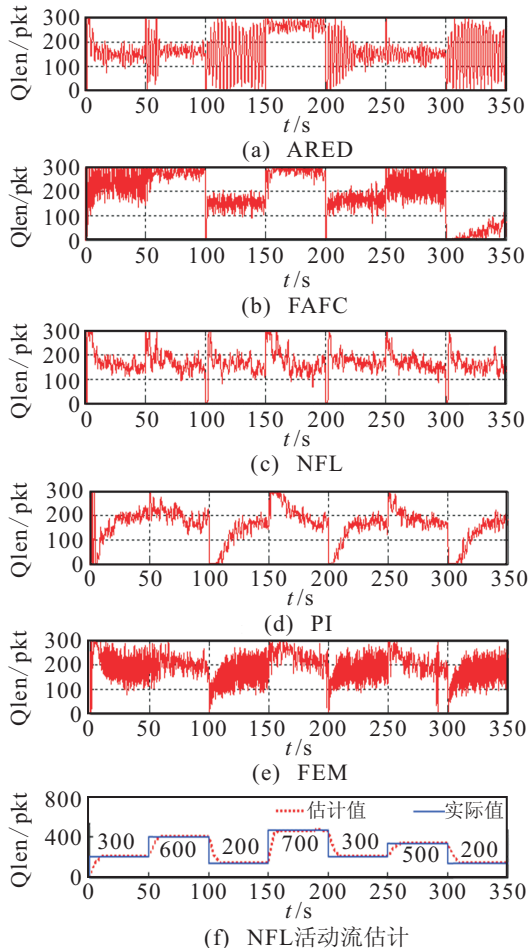 Qlen/pkt
300
200
100
0
0 50 100 150 200 250 300 350
t/s
(a) ARED
Qlen/pkt
300
200
100
0
0 50 100 150 200 250 300 350
t/s
(b) FAFC
Qlen/pkt
300
200
100
0
0 50 100 150 200 250 300 350
t/s
(c) NFL
Qlen/pkt
300
200
100
0
0 50 100 150 200 250 300 350
t/s
(d) PI
Qlen/pkt
300
200
100
0
0 50 100 150 200 250 300 350
t/s
(e) FEM
Qlen/pkt
800
400
0
估计值 实际值
300 600 200 700 300 500 200
0 50 100 150 200 250 300 350
t/s
(f) NFL活动流估计